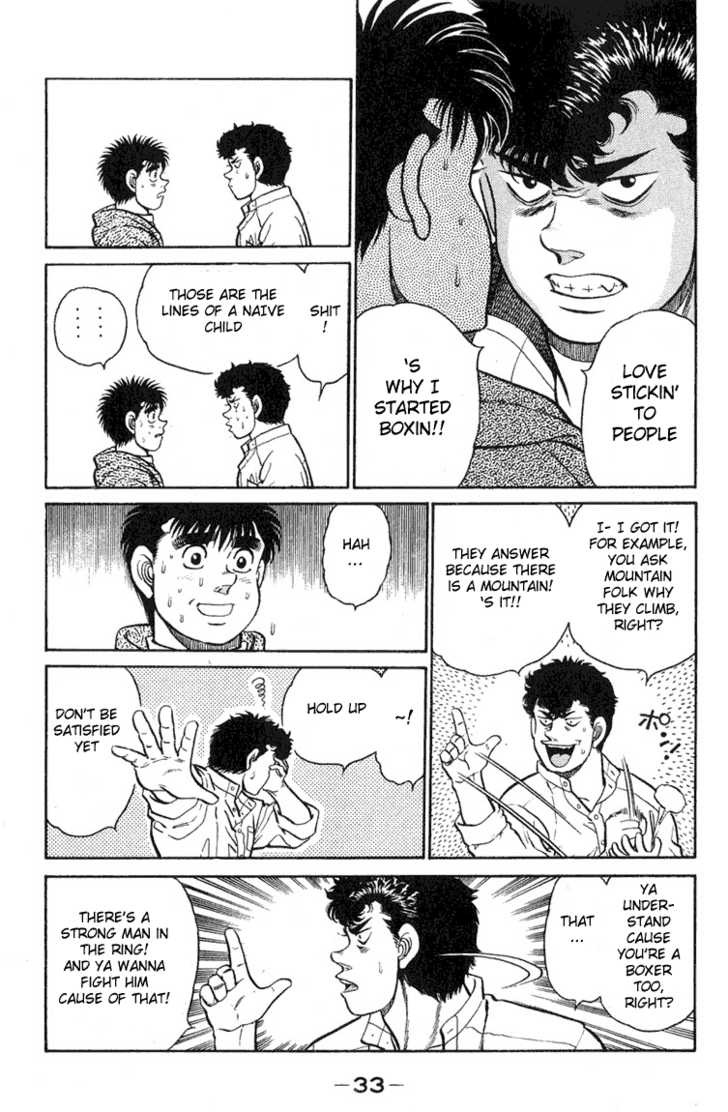 LOVE
STICKIN'
TO
PEOPLE
'S
WHY I
STARTED
BOXIN!!
SHIT
!
THOSE ARE THE
LINES OF A NAIVE
CHILD
⋮ ⋮
I- I GOT IT!
FOR EXAMPLE,
YOU ASK
MOUNTAIN
FOLK WHY
THEY CLIMB,
RIGHT?
THEY ANSWER
BECAUSE THERE
IS A MOUNTAIN!
'S IT!!
ポンッ
HAH
...
~!
HOLD UP
DON'T BE
SATISFIED
YET
YA
UNDER-
STAND
CAUSE
YOU'RE A
BOXER
TOO,
RIGHT?
THAT
...
THERE'S A
STRONG MAN IN
THE RING!
AND YA WANNA
FIGHT HIM
CAUSE OF THAT!
-33-